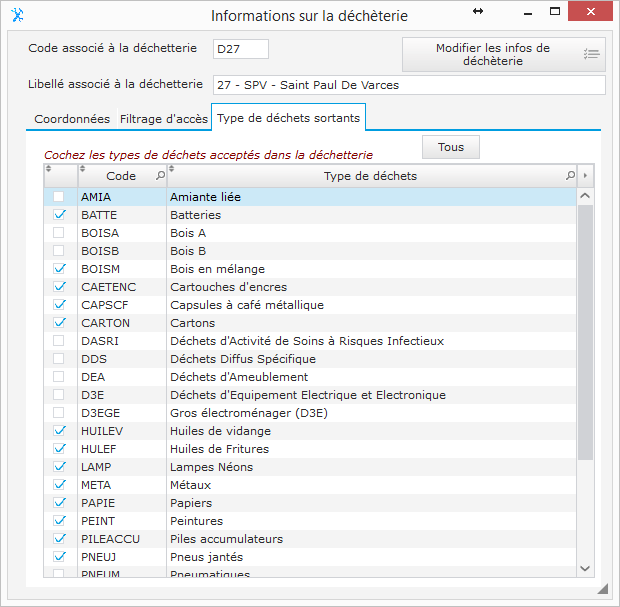 Informations sur la déchèterie
Code associé à la déchetterie D27
Modifier les infos de
déchèterie
Libellé associé à la déchetterie 27 - SPV - Saint Paul De Varces
Coordonnées Filtrage d'accès Type de déchets sortants
Cochez les types de déchets acceptés dans la déchetterie Tous
Code Type de déchets
AMIA Amiante liée
BATTE Batteries
BOISA Bois A
BOISB Bois B
BOISM Bois en mélange
CAETENC Cartouches d'encres
CAPSCF Capsules à café métallique
CARTON Cartons
DASRI Déchets d'Activité de Soins à Risques Infectieux
DDS Déchets Diffus Spécifique
DEA Déchets d'Ameublement
D3E Déchets d'Equipement Electrique et Electronique
D3EGE Gros électroménager (D3E)
HUILEV Huiles de vidange
HULEF Huiles de Fritures
LAMP Lampes Néons
META Métaux
PAPIE Papiers
PEINT Peintures
PILEACCU Piles accumulateurs
PNEUJ Pneus jantés
PNEUM Pneumatiques